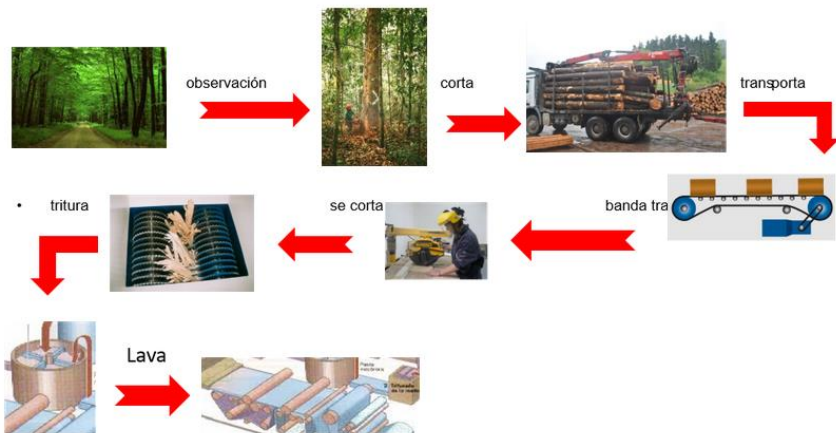 observación
corta
transporta
banda tra
se corta
• tritura
Lava